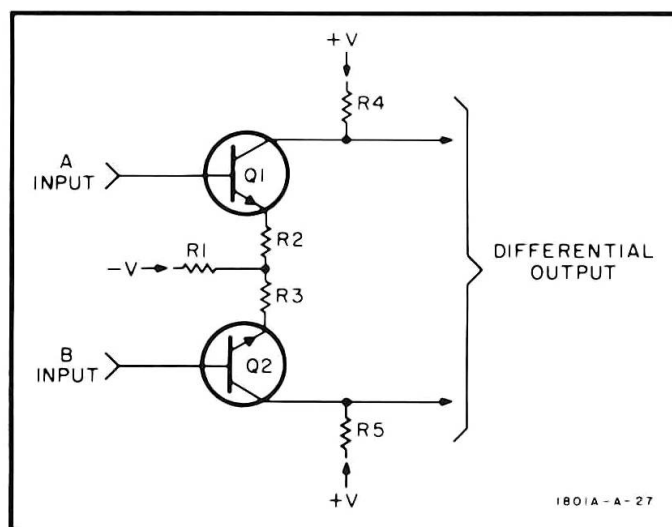 +V
R4
A
INPUT
Q1
R2
R1
-V
R3
DIFFERENTIAL
OUTPUT
B
INPUT
Q2
R5
+V
1801A-A-27